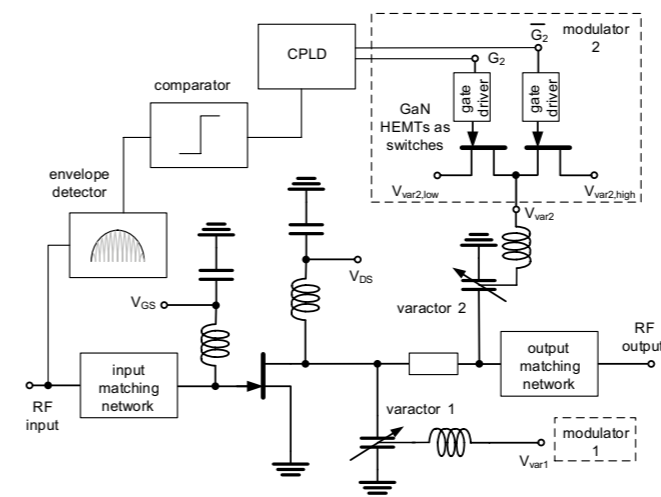 G̅2
modulator
2
CPLD
G2
comparator
gate
driver
gate
driver
GaN
HEMTs as
switches
envelope
detector
Vvar2,low
Vvar2,high
Vvar2
VDS
VGS
varactor 2
RF
output
input
matching
network
output
matching
network
RF
input
varactor 1
Vvar1
modulator
1